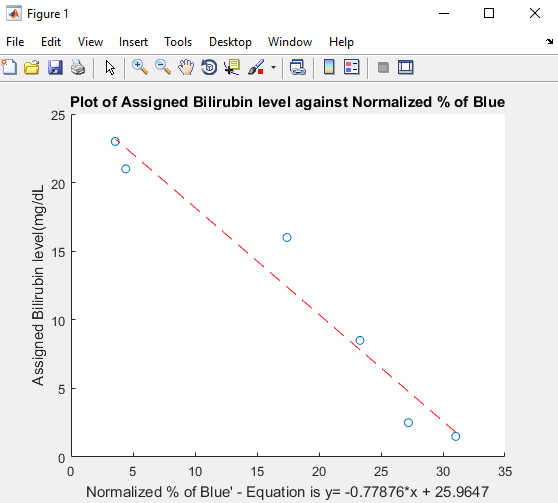 Figure 1
File Edit View Insert Tools Desktop Window Help
Plot of Assigned Bilirubin level against Normalized % of Blue
25
20
15
10
5
0
Assigned Bilirubin level(mg/dL
0 5 10 15 20 25 30 35
Normalized % of Blue' - Equation is y= -0.77876*x + 25.9647